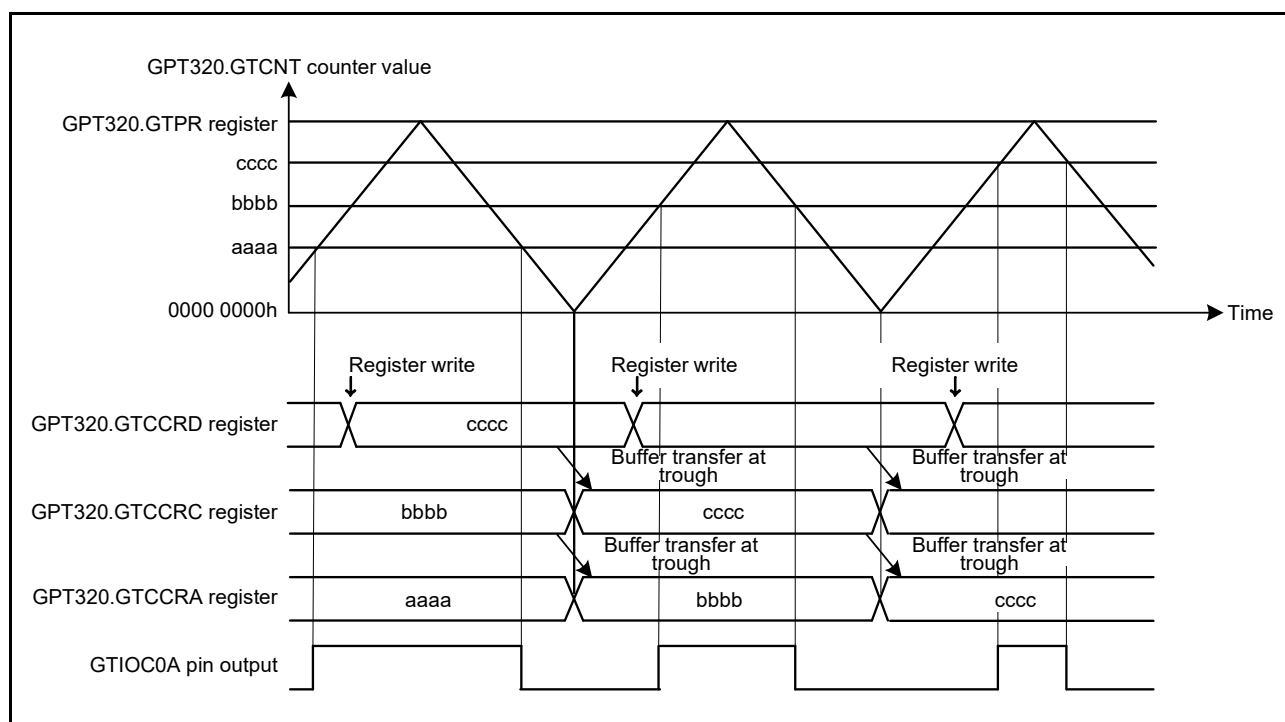 GPT320.GTCNT counter value
GPT320.GTPR register
cccc
bbbb
aaaa
0000 0000h
Time
Register write
Register write
Register write
GPT320.GTCCRD register
cccc
Buffer transfer at
trough
Buffer transfer at
trough
GPT320.GTCCRC register
bbbb
cccc
Buffer transfer at
trough
Buffer transfer at
trough
GPT320.GTCCRA register
aaaa
bbbb
cccc
GTIOC0A pin output